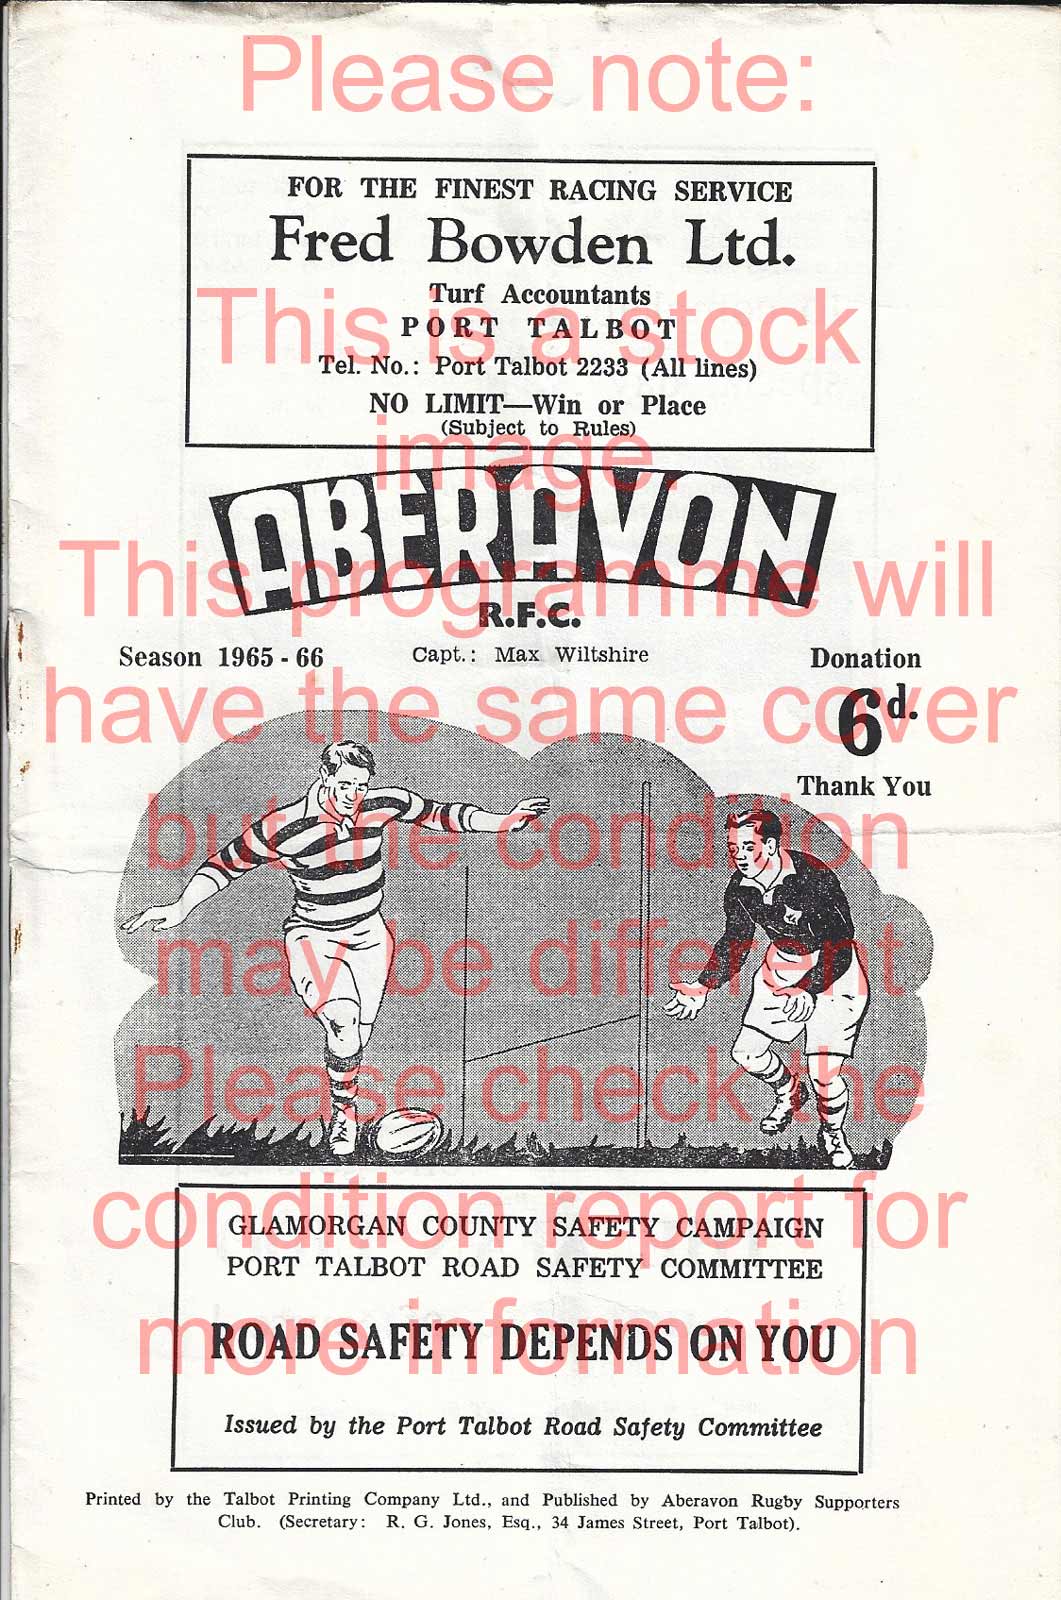 Please note:
FOR THE FINEST RACING SERVICE
Fred Bowden Ltd.
Turf Accountants
This is a stock
PORT TALBOT
Tel. No.: Port Talbot 2233 (All lines)
NO LIMIT—Win or Place
(Subject to Rules)
image.
ABERAVON
This programme will
R.F.C.
Season 1965 - 66
Capt.: Max Wiltshire
Donation
have the same cover
6d.
Thank You
but the condition
may be different
Please check the
condition report for
GLAMORGAN COUNTY SAFETY CAMPAIGN
PORT TALBOT ROAD SAFETY COMMITTEE
more information
ROAD SAFETY DEPENDS ON YOU
Issued by the Port Talbot Road Safety Committee
Printed by the Talbot Printing Company Ltd., and Published by Aberavon Rugby Supporters
Club. (Secretary: R. G. Jones, Esq., 34 James Street, Port Talbot).